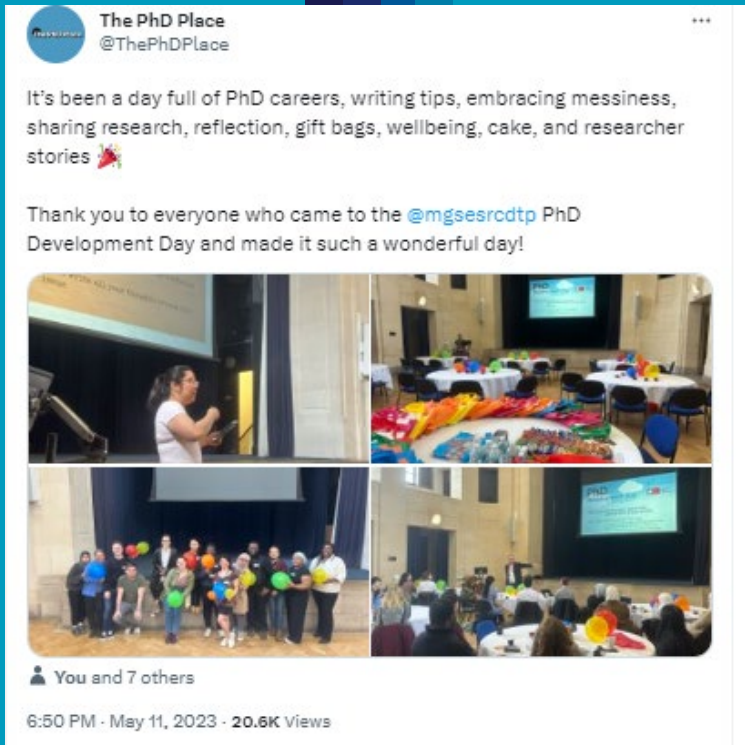 The PhD Place
@ThePhDPlace
It's been a day full of PhD careers, writing tips, embracing messiness,
sharing research, reflection, gift bags, wellbeing, cake, and researcher
stories 🎉
Thank you to everyone who came to the @mgsesrcdtp PhD
Development Day and made it such a wonderful day!
PhD
PhD
You and 7 others
6:50 PM · May 11, 2023 · 20.6K Views